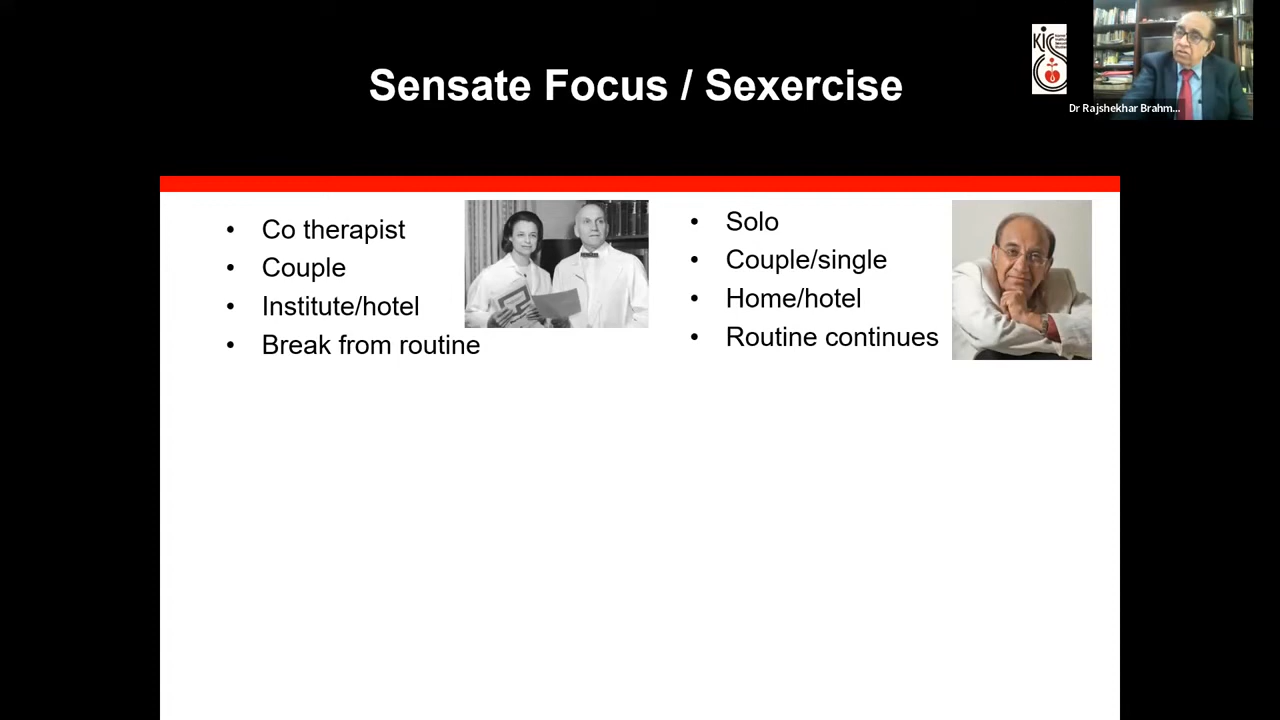 Sensate Focus / Sexercise
Dr Rajshekhar Brahm...
• Co therapist
• Couple
• Institute/hotel
• Break from routine
• Solo
• Couple/single
• Home/hotel
• Routine continues